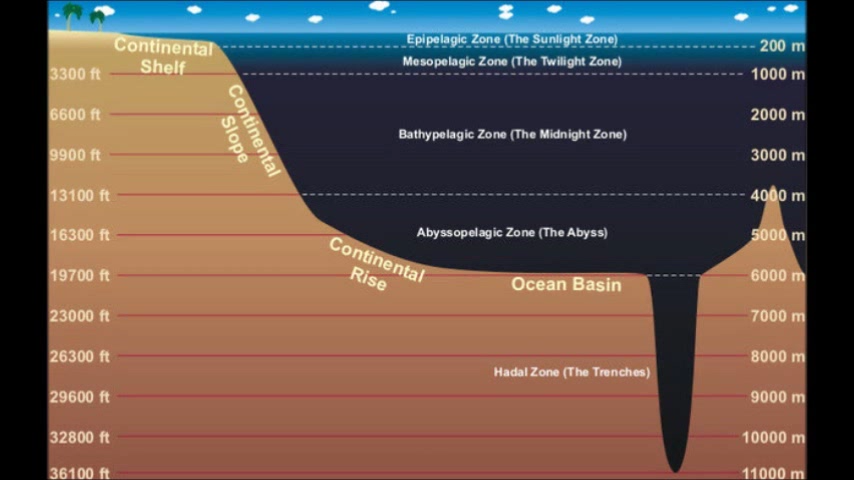 Epipelagic Zone (The Sunlight Zone)
Continental
Shelf
200 m
Mesopelagic Zone (The Twilight Zone)
3300 ft
1000 m
Continental
Slope
6600 ft
2000 m
Bathypelagic Zone (The Midnight Zone)
9900 ft
3000 m
13100 ft
4000 m
Abyssopelagic Zone (The Abyss)
16300 ft
5000 m
Continental
Rise
19700 ft
6000 m
Ocean Basin
23000 ft
7000 m
26300 ft
8000 m
Hadal Zone (The Trenches)
29600 ft
9000 m
32800 ft
10000 m
36100 ft
11000 m